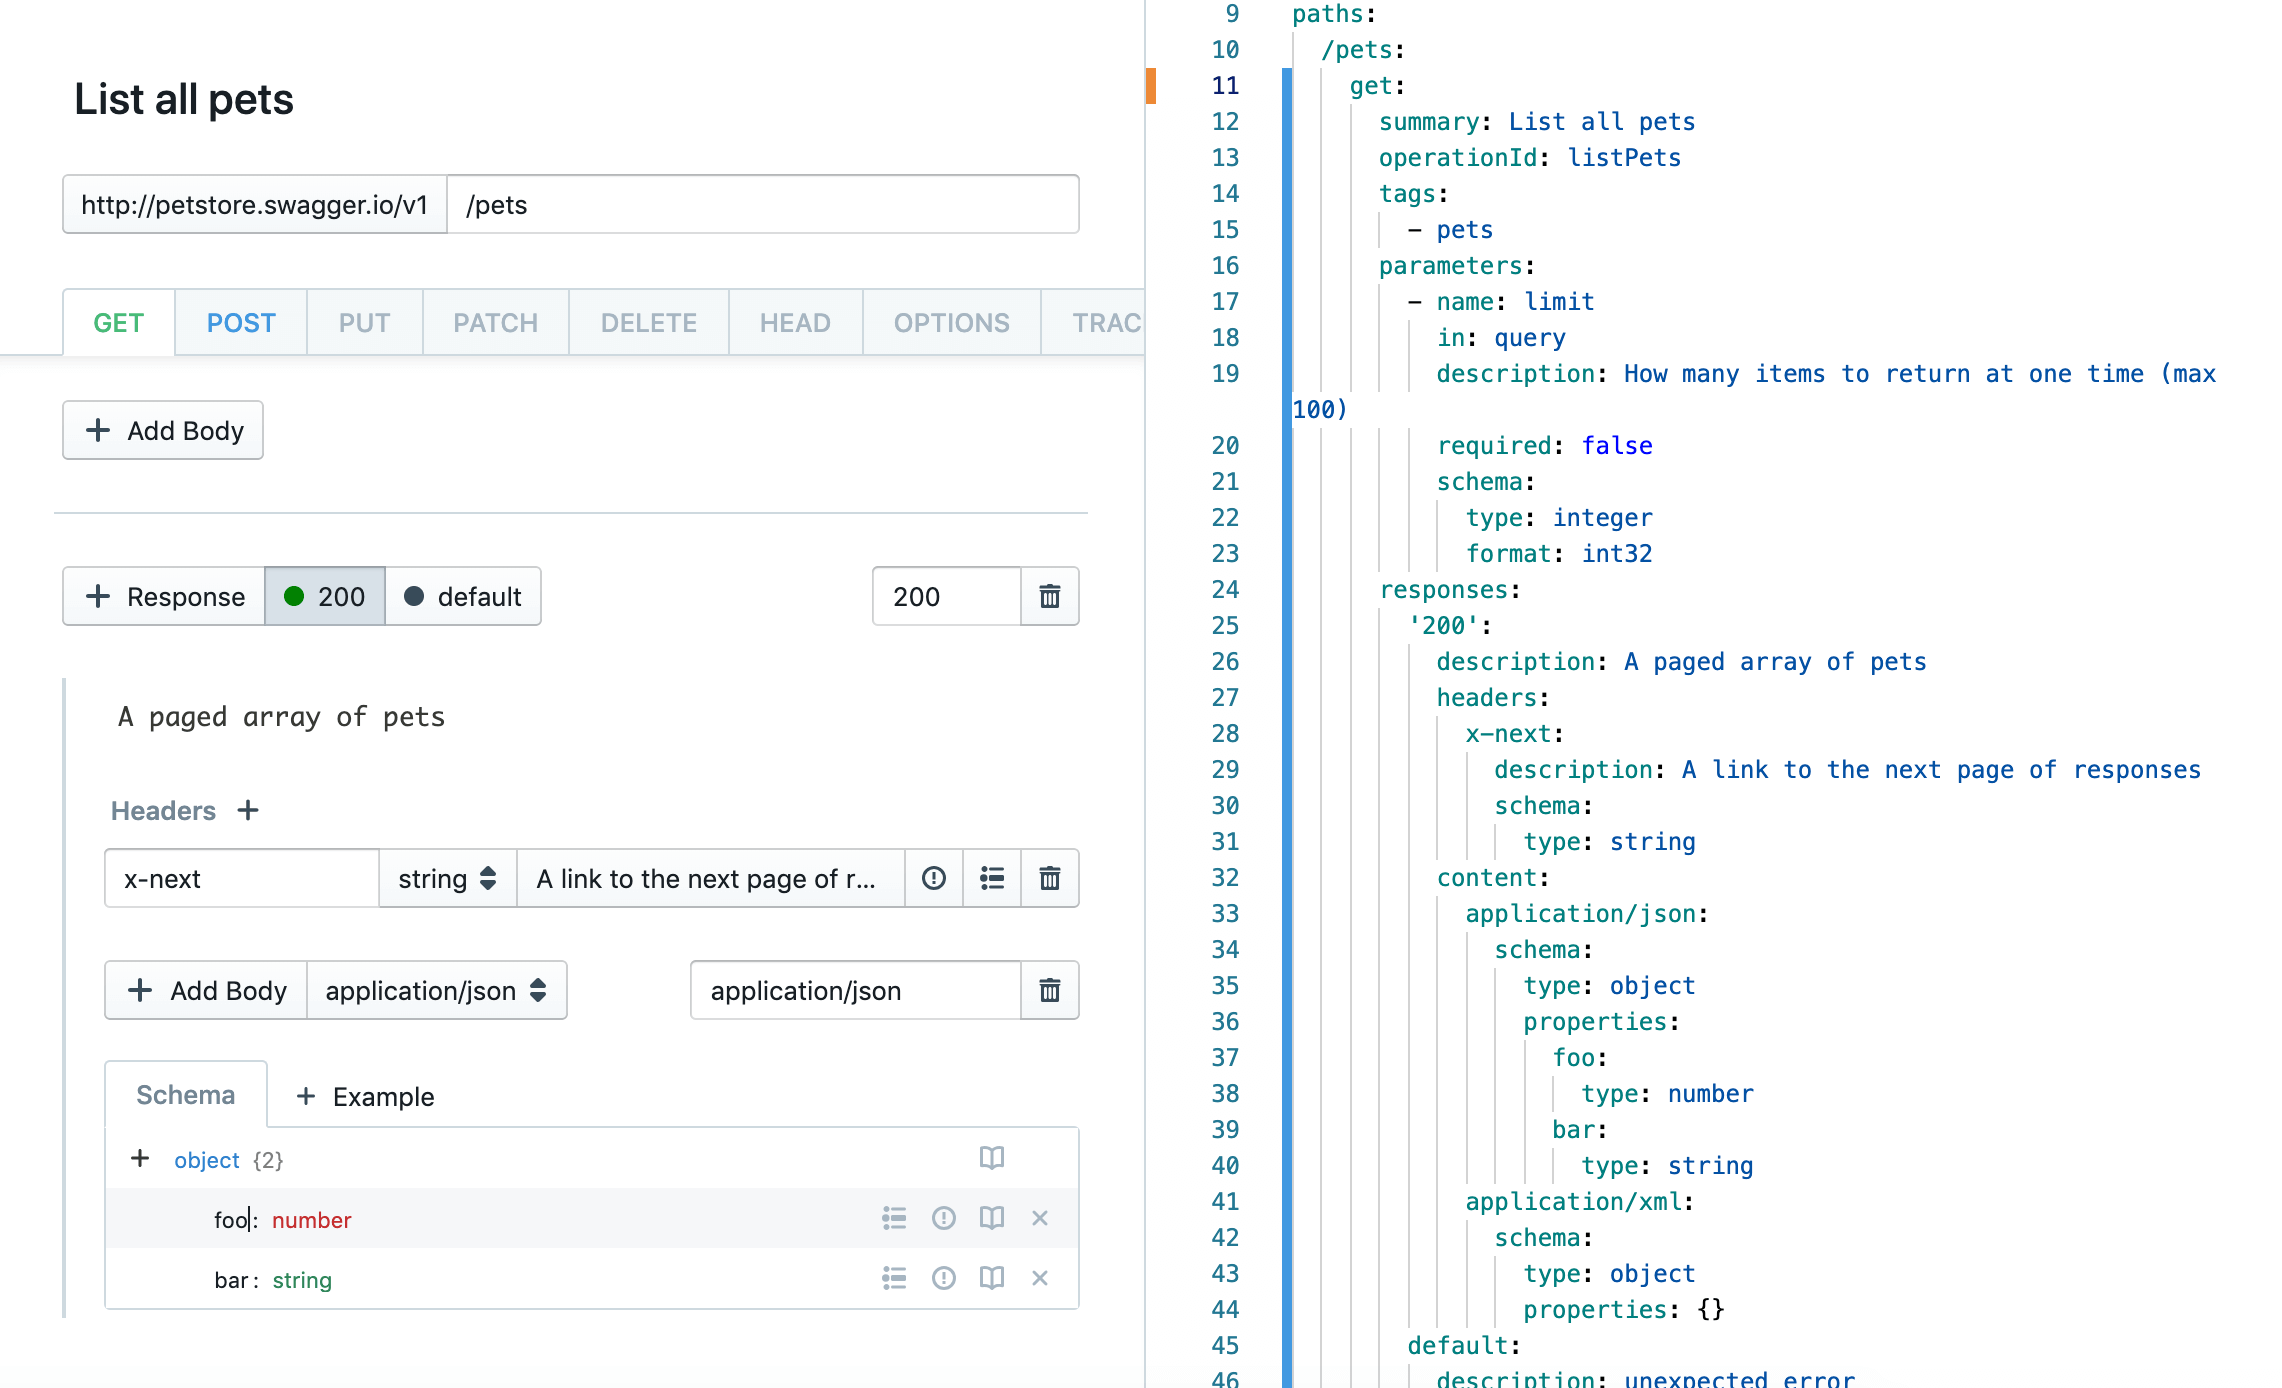 List all pets
http://petstore.swagger.io/v1 /pets
GET POST PUT PATCH DELETE HEAD OPTIONS TRAC
Add Body
Response 200 default 200
A paged array of pets
Headers
x-next string A link to the next page of r...
Add Body application/json application/json
Schema + Example
+ object {2}
foo: number
bar: string
9 paths:
10 /pets:
11 get:
12 summary: List all pets
13 operationId: listPets
14 tags:
15 - pets
16 parameters:
17 - name: limit
18 in: query
19 description: How many items to return at one time (max
100)
20 required: false
21 schema:
22 type: integer
23 format: int32
24 responses:
25 '200':
26 description: A paged array of pets
27 headers:
28 x-next:
29 description: A link to the next page of responses
30 schema:
31 type: string
32 content:
33 application/json:
34 schema:
35 type: object
36 properties:
37 foo:
38 type: number
39 bar:
40 type: string
41 application/xml:
42 schema:
43 type: object
44 properties: {}
45 default:
46 description: unexpected error